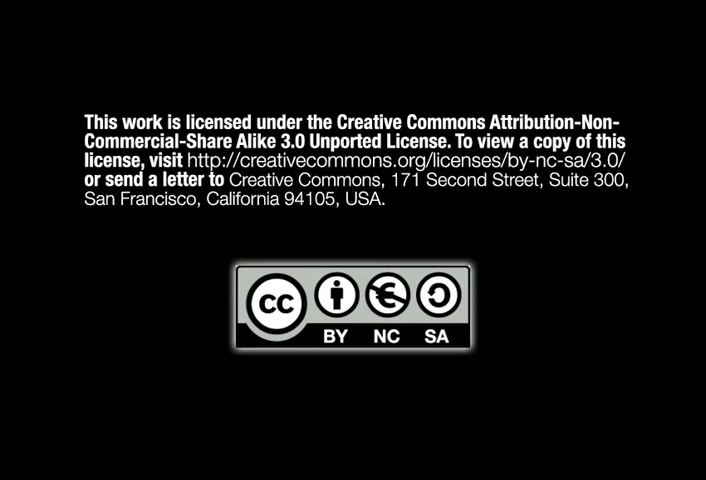 This work is licensed under the Creative Commons Attribution-Non-
Commercial-Share Alike 3.0 Unported License. To view a copy of this
license, visit http://creativecommons.org/licenses/by-nc-sa/3.0/
or send a letter to Creative Commons, 171 Second Street, Suite 300,
San Francisco, California 94105, USA.
cc
BY NC SA